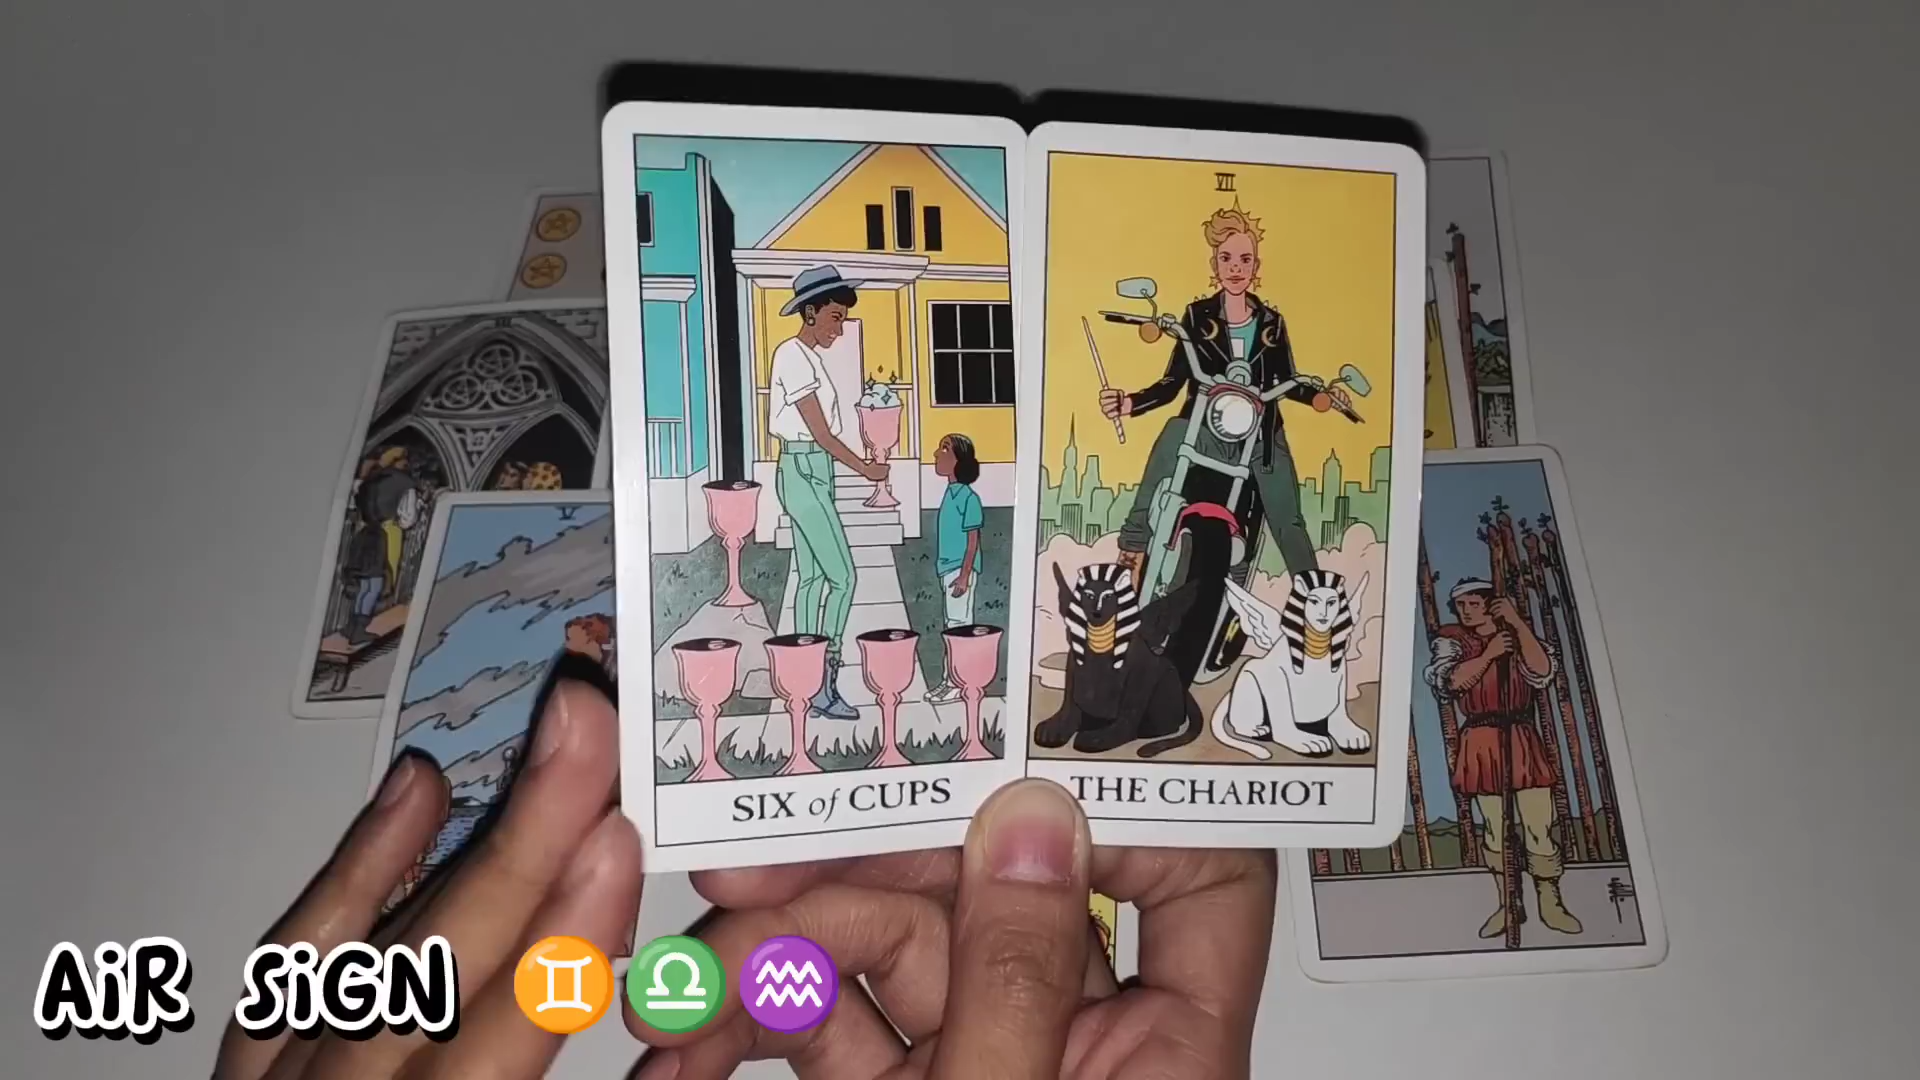 VII
SIX of CUPS
THE CHARIOT
V
AiR SiGN ♊♎♒